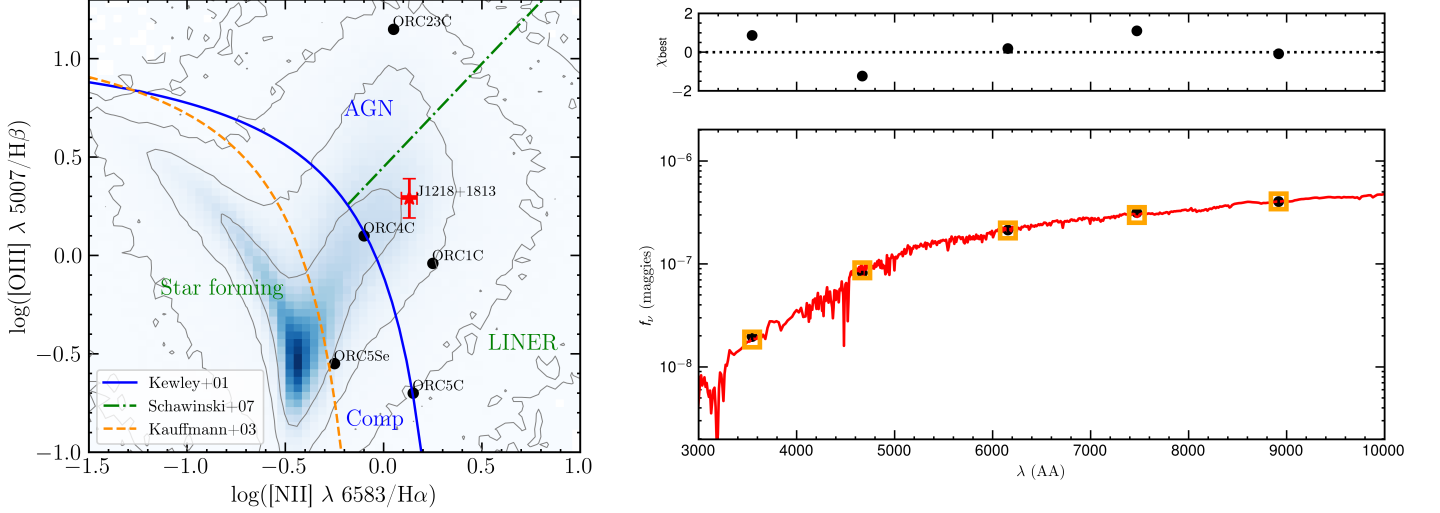 ORC23C
1.0
AGN
0.5
J1218+1813
ORC4C
ORC1C
0.0
Star forming
LINER
−0.5
ORC5Se
ORC5C
Kewley+01
Schawinski+07
Kauffmann+03
Comp
−1.0
−1.5 −1.0 −0.5 0.0 0.5 1.0
log([NII] λ 6583/Hα)
log([OIII] λ 5007/Hβ)
2
0
−2
λbest
10⁻⁶
10⁻⁷
10⁻⁸
fν (maggies)
3000 4000 5000 6000 7000 8000 9000 10000
λ (AA)